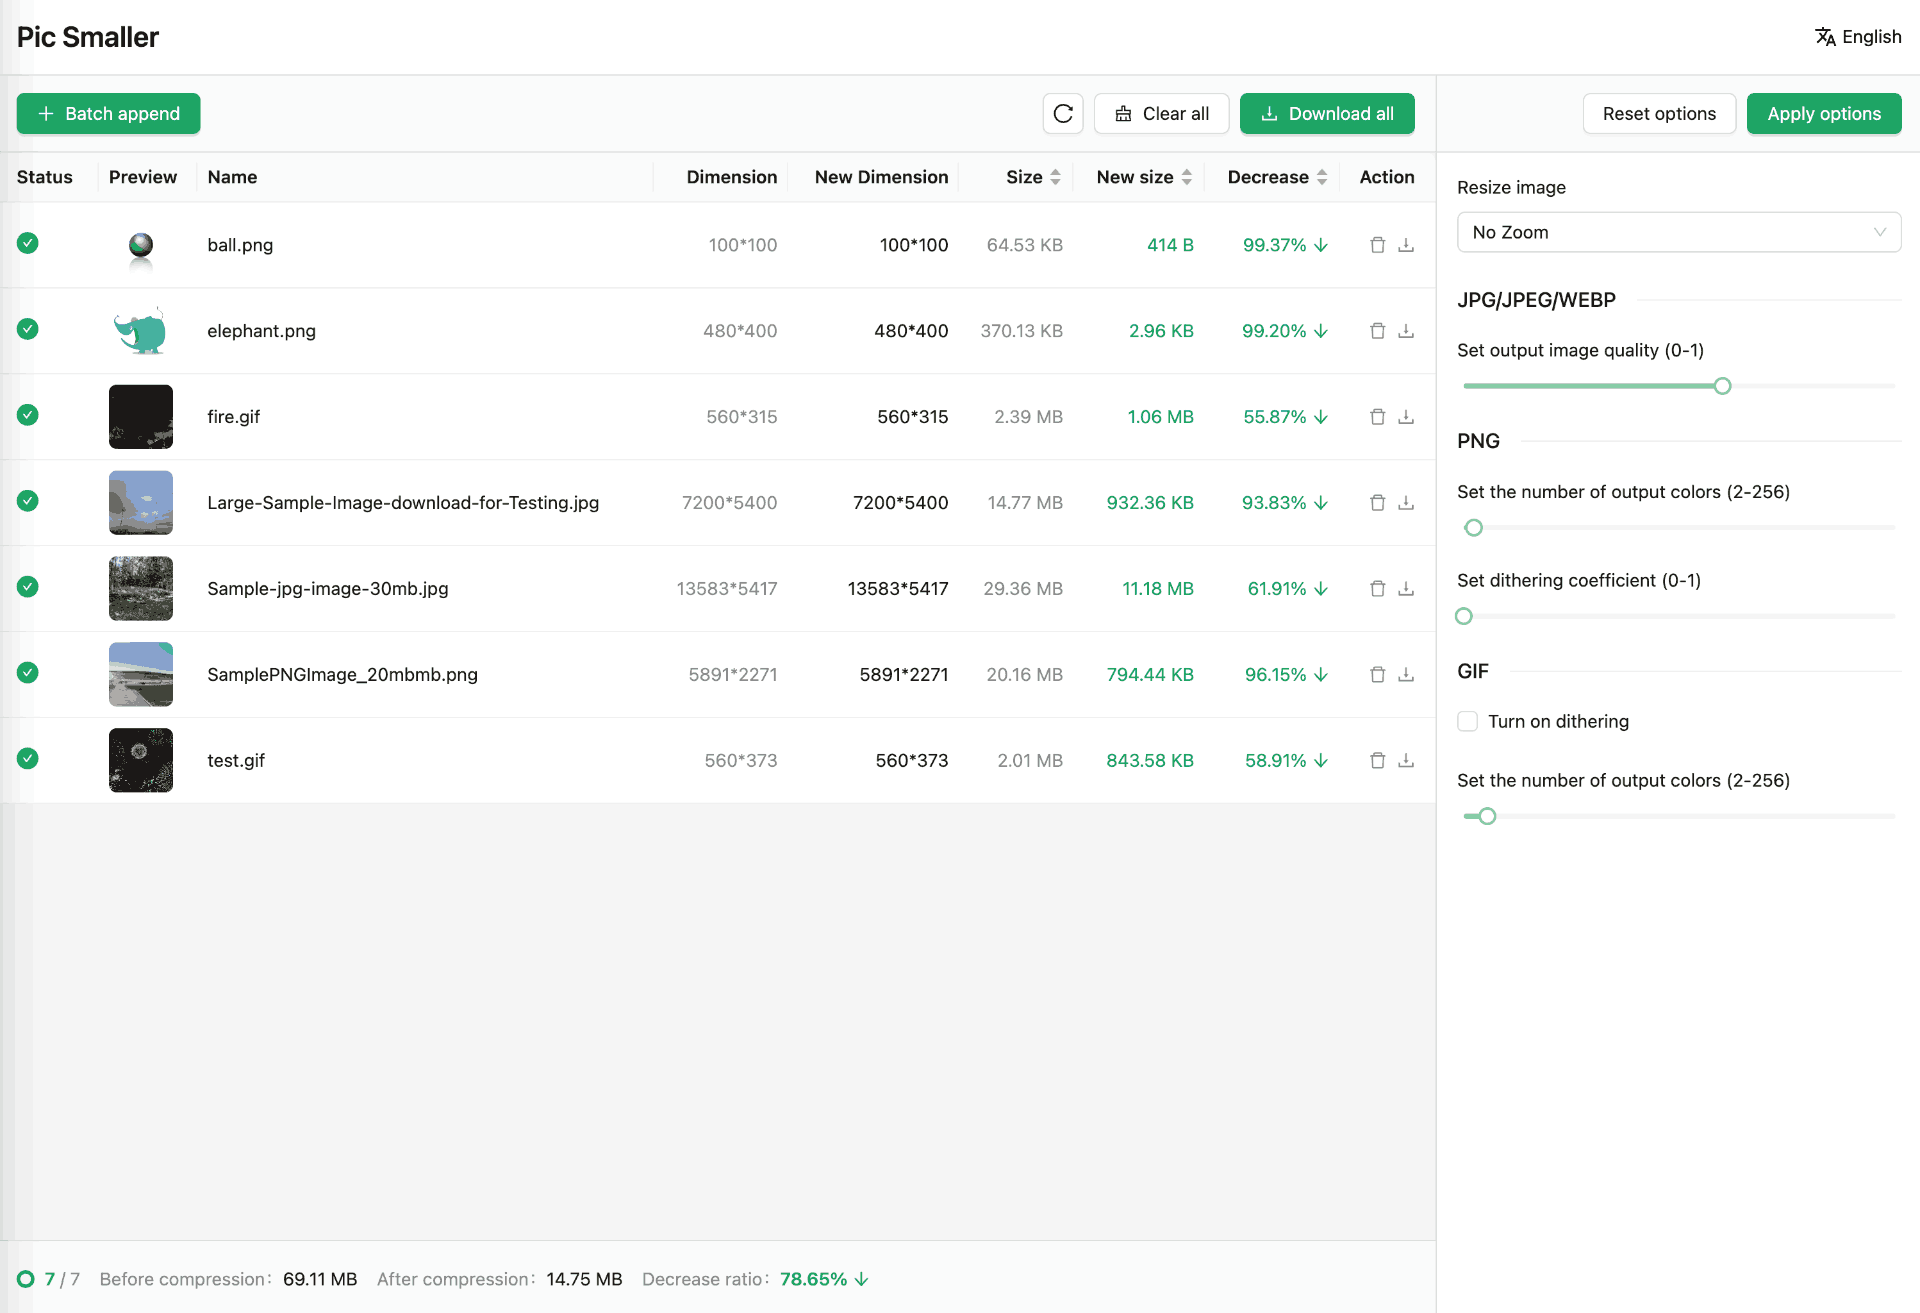 Pic Smaller
English
Batch append
Clear all
Download all
Reset options
Apply options
Status Preview Name Dimension New Dimension Size New size Decrease Action
ball.png 100*100 100*100 64.53 KB 414 B 99.37%
elephant.png 480*400 480*400 370.13 KB 2.96 KB 99.20%
fire.gif 560*315 560*315 2.39 MB 1.06 MB 55.87%
Large-Sample-Image-download-for-Testing.jpg 7200*5400 7200*5400 14.77 MB 932.36 KB 93.83%
Sample-jpg-image-30mb.jpg 13583*5417 13583*5417 29.36 MB 11.18 MB 61.91%
SamplePNGImage_20mbmb.png 5891*2271 5891*2271 20.16 MB 794.44 KB 96.15%
test.gif 560*373 560*373 2.01 MB 843.58 KB 58.91%
Resize image
No Zoom
JPG/JPEG/WEBP
Set output image quality (0-1)
PNG
Set the number of output colors (2-256)
Set dithering coefficient (0-1)
GIF
Turn on dithering
Set the number of output colors (2-256)
7 / 7 Before compression: 69.11 MB After compression: 14.75 MB Decrease ratio: 78.65%